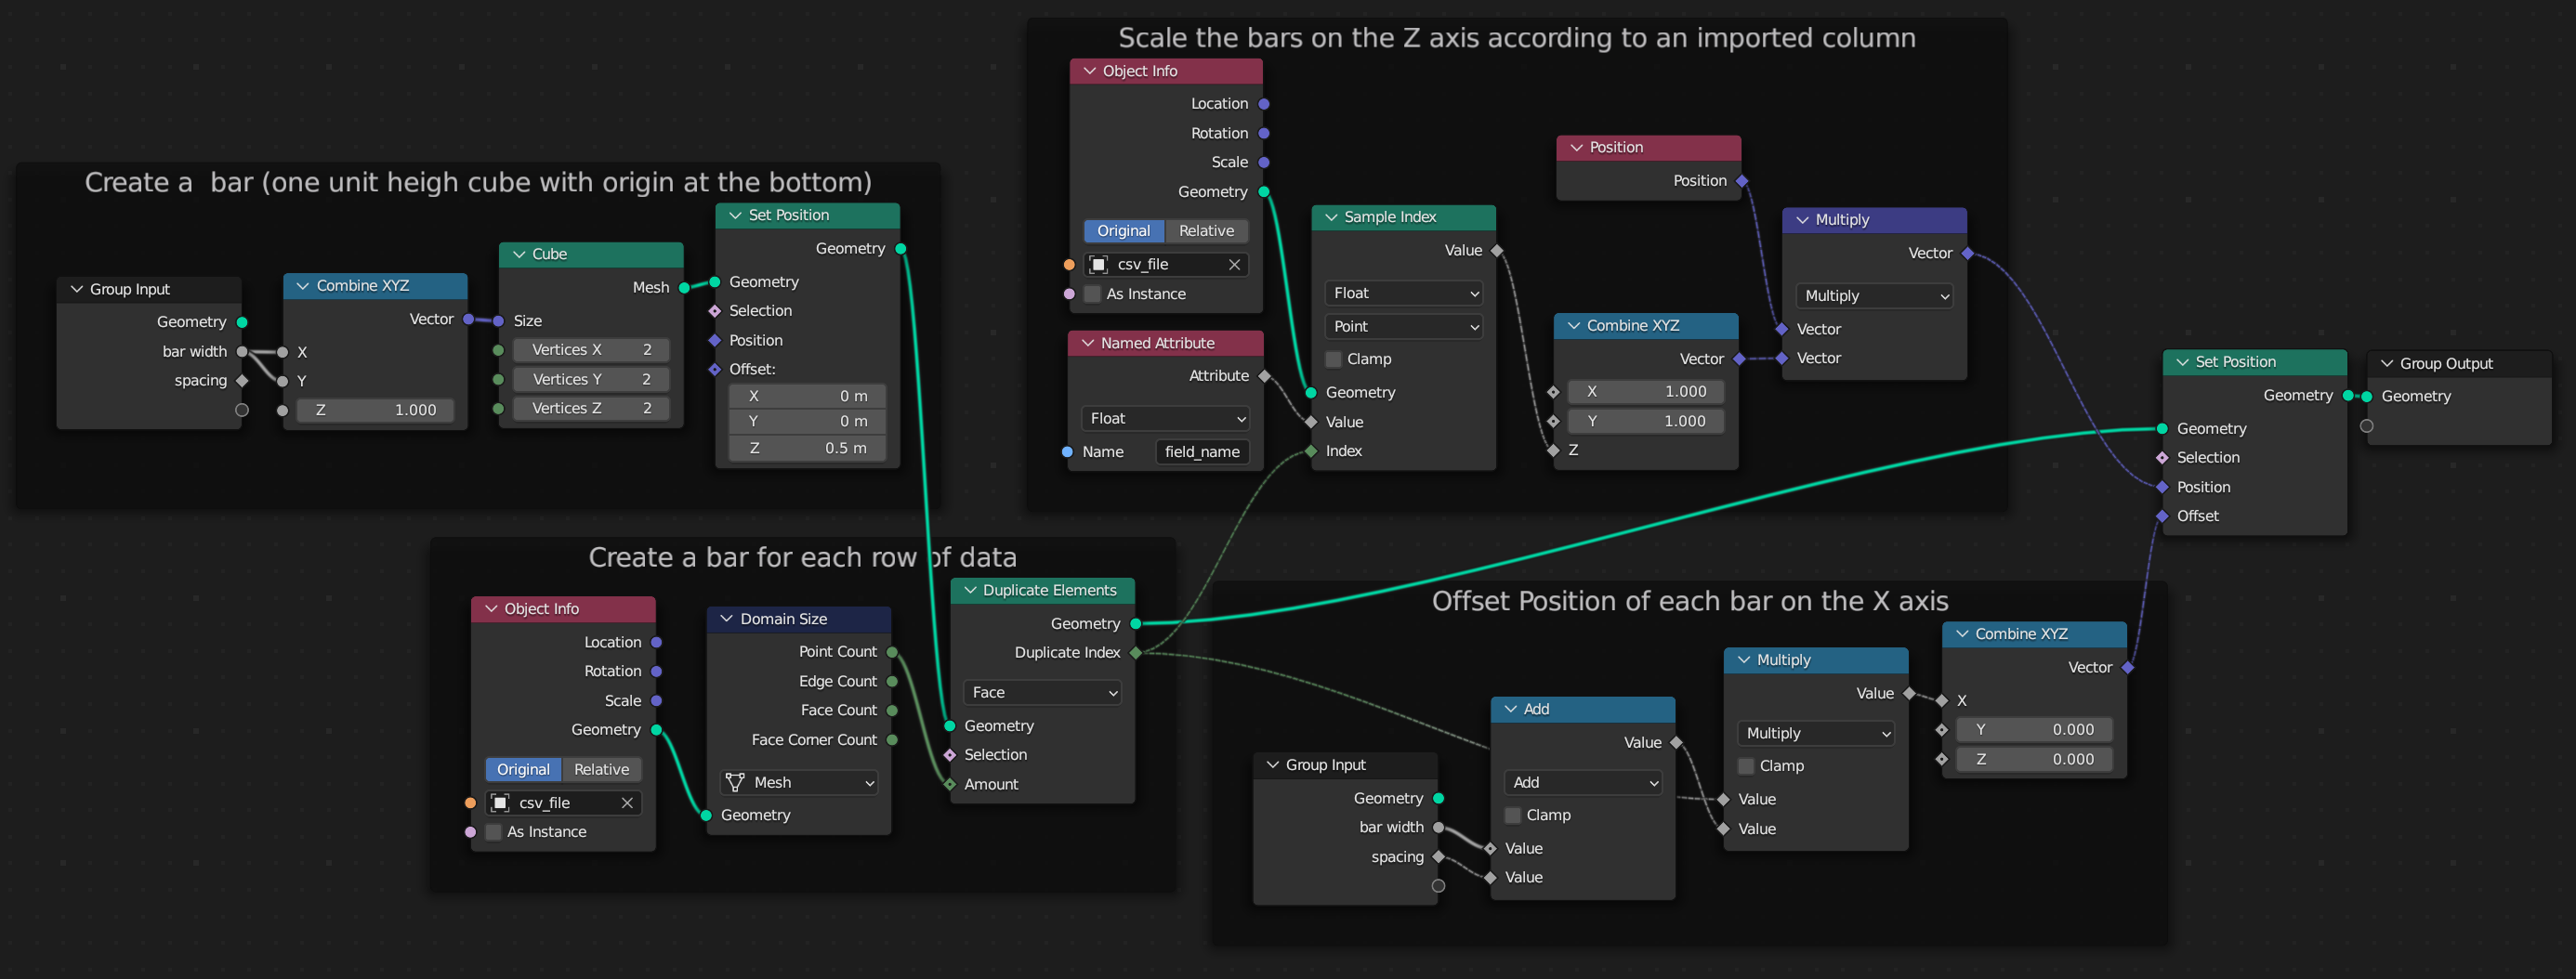 Create a  bar (one unit heigh cube with origin at the bottom)
Group Input
Geometry
bar width
spacing
Combine XYZ
Vector
X
Y
Z 1.000
Cube
Mesh
Size
Vertices X 2
Vertices Y 2
Vertices Z 2
Set Position
Geometry
Geometry
Selection
Position
Offset:
X 0 m
Y 0 m
Z 0.5 m
Scale the bars on the Z axis according to an imported column
Object Info
Location
Rotation
Scale
Geometry
Original Relative
csv_file
As Instance
Named Attribute
Attribute
Float
Name field_name
Sample Index
Value
Float
Point
Clamp
Geometry
Value
Index
Position
Position
Combine XYZ
Vector
X 1.000
Y 1.000
Z
Multiply
Vector
Multiply
Vector
Vector
Create a bar for each row of data
Object Info
Location
Rotation
Scale
Geometry
Original Relative
csv_file
As Instance
Domain Size
Point Count
Edge Count
Face Count
Face Corner Count
Mesh
Geometry
Duplicate Elements
Geometry
Duplicate Index
Face
Geometry
Selection
Amount
Offset Position of each bar on the X axis
Group Input
Geometry
bar width
spacing
Add
Value
Add
Clamp
Value
Value
Multiply
Value
Multiply
Clamp
Value
Value
Combine XYZ
Vector
X
Y 0.000
Z 0.000
Set Position
Geometry
Geometry
Selection
Position
Offset
Group Output
Geometry